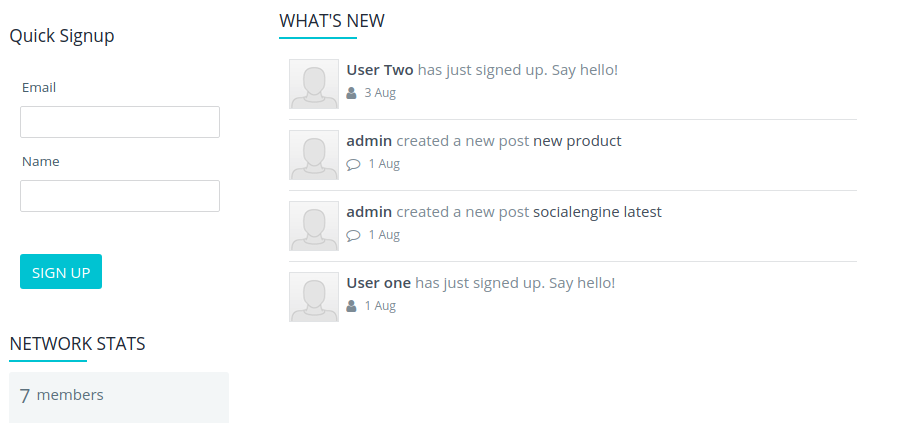 Quick Signup
Email
Name
SIGN UP
NETWORK STATS
7 members
WHAT'S NEW
User Two has just signed up. Say hello!
3 Aug
admin created a new post new product
1 Aug
admin created a new post socialengine latest
1 Aug
User one has just signed up. Say hello!
1 Aug